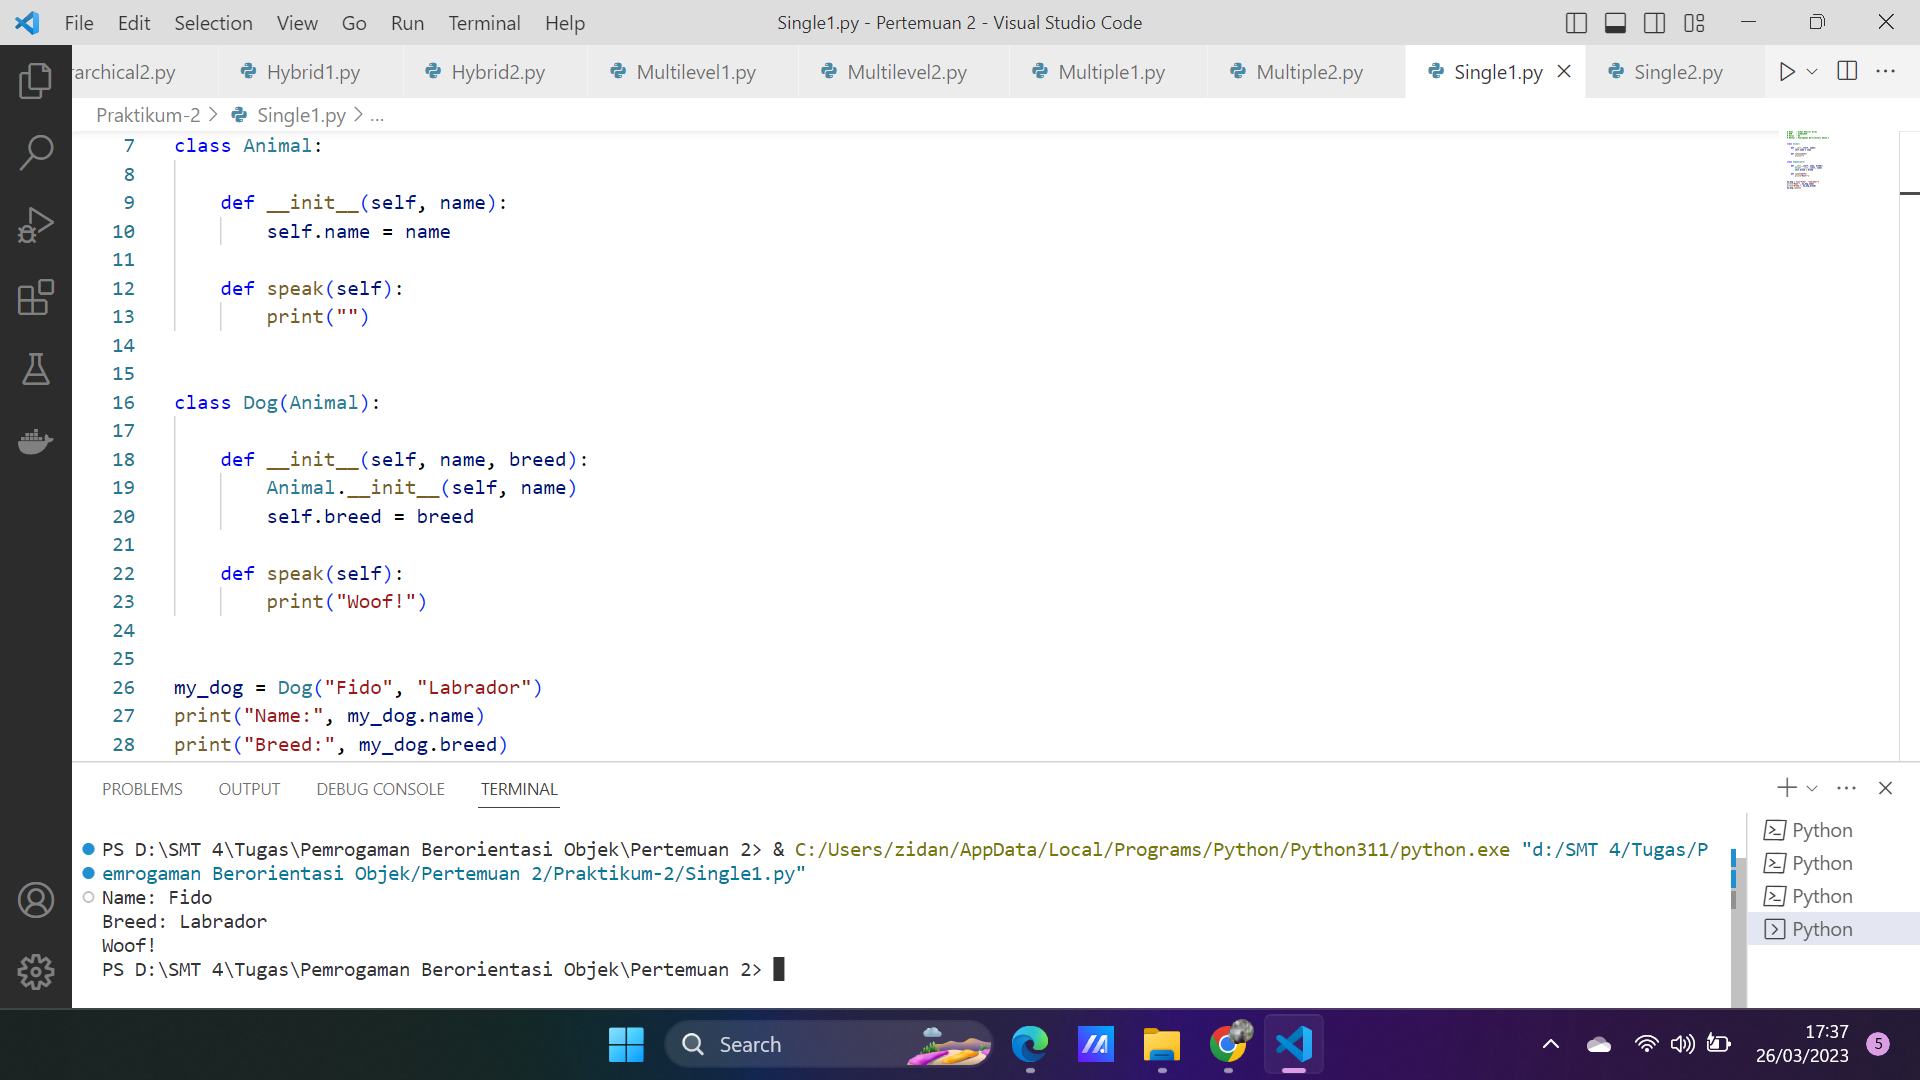 File Edit Selection View Go Run Terminal Help
Single1.py - Pertemuan 2 - Visual Studio Code
rarchical2.py Hybrid1.py Hybrid2.py Multilevel1.py Multilevel2.py Multiple1.py Multiple2.py Single1.py Single2.py
Praktikum-2 > Single1.py > ...
7 class Animal:
8
9 def __init__(self, name):
10 self.name = name
11
12 def speak(self):
13 print("")
14
15
16 class Dog(Animal):
17
18 def __init__(self, name, breed):
19 Animal.__init__(self, name)
20 self.breed = breed
21
22 def speak(self):
23 print("Woof!")
24
25
26 my_dog = Dog("Fido", "Labrador")
27 print("Name:", my_dog.name)
28 print("Breed:", my_dog.breed)
PROBLEMS OUTPUT DEBUG CONSOLE TERMINAL
PS D:\SMT 4\Tugas\Pemrogaman Berorientasi Objek\Pertemuan 2> & C:/Users/zidan/AppData/Local/Programs/Python/Python311/python.exe "d:/SMT 4/Tugas/P
emrogaman Berorientasi Objek/Pertemuan 2/Praktikum-2/Single1.py"
Name: Fido
Breed: Labrador
Woof!
PS D:\SMT 4\Tugas\Pemrogaman Berorientasi Objek\Pertemuan 2>
Python
Python
Python
Python
Search
17:37
26/03/2023
5